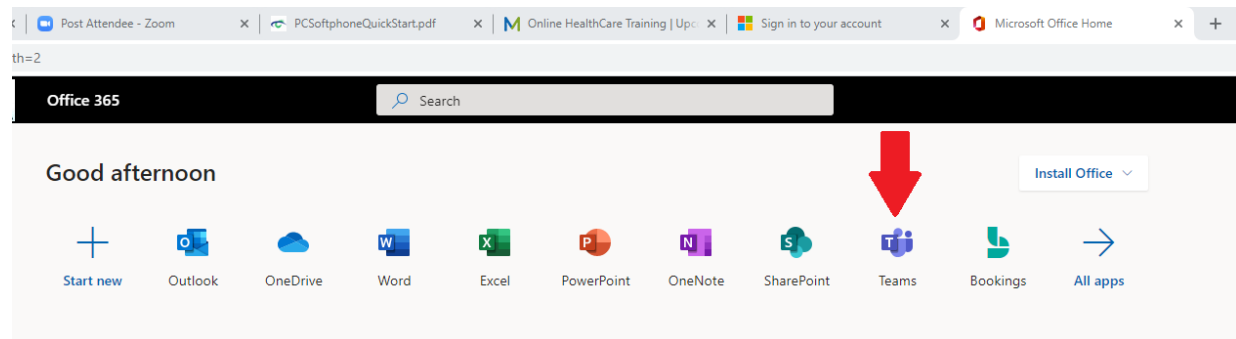 Post Attendee - Zoom
PCSoftphoneQuickStart.pdf
Online HealthCare Training | Upc
Sign in to your account
Microsoft Office Home
th=2
Office 365
Search
Good afternoon
Install Office
Start new
Outlook
OneDrive
Word
Excel
PowerPoint
OneNote
SharePoint
Teams
Bookings
All apps